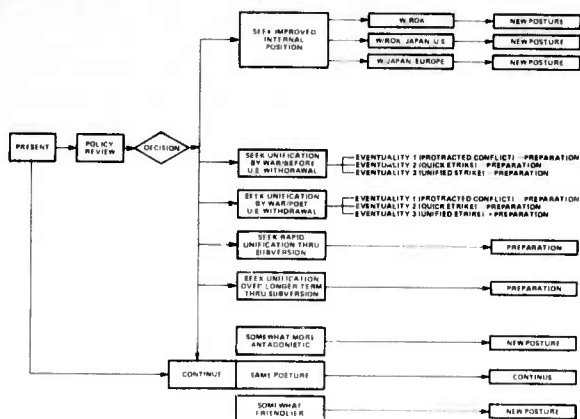 SEEK IMPROVED
INTERNAL
POSITION
W/ROK
NEW POSTURE
W/ROK, JAPAN, U.S.
NEW POSTURE
W/JAPAN, EUROPE
NEW POSTURE
PRESENT
POLICY
REVIEW
DECISION
SEEK UNIFICATION
BY WAR/BEFORE
U.S. WITHDRAWAL
EVENTUALITY 1 (PROTRACTED CONFLICT) - PREPARATION
EVENTUALITY 2 (QUICK STRIKE) - PREPARATION
EVENTUALITY 3 (UNIFIED STRIKE) - PREPARATION
SEEK UNIFICATION
BY WAR/POST
U.S. WITHDRAWAL
EVENTUALITY 1 (PROTRACTED CONFLICT) - PREPARATION
EVENTUALITY 2 (QUICK STRIKE) - PREPARATION
EVENTUALITY 3 (UNIFIED STRIKE) - PREPARATION
SEEK RAPID
UNIFICATION THRU
SUBVERSION
PREPARATION
SEEK UNIFICATION
OVER LONGER TERM
THRU SUBVERSION
PREPARATION
SOMEWHAT MORE
ANTAGONISTIC
NEW POSTURE
CONTINUE
SAME POSTURE
CONTINUE
SOMEWHAT
FRIENDLIER
NEW POSTURE